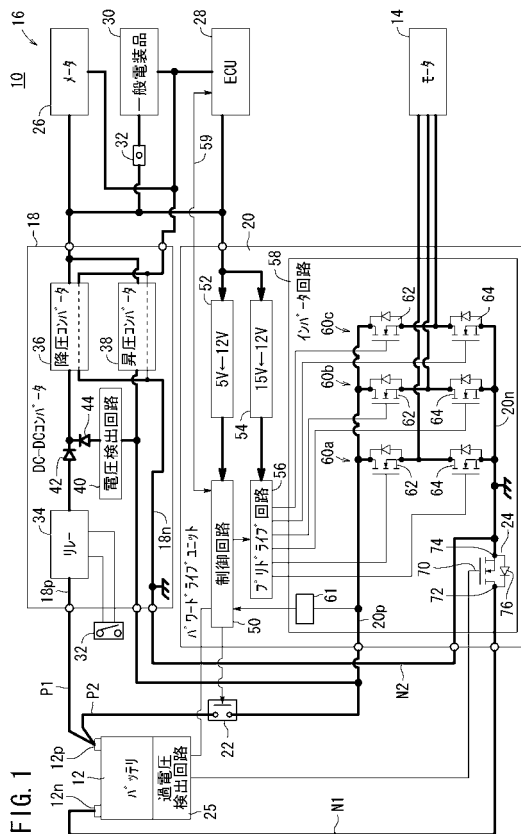 FIG. 1
10
16
26
メータ
32
30
一般電装品
28
ECU
59
14
モータ
18
DC-DCコンバータ
36
降圧コンバータ
38
昇圧コンバータ
42
44
40
電圧検出回路
34
リレー
18p
18n
32
P1
P2
12p
12n
12
バッテリ
過電圧
検出回路
25
22
N1
N2
20
パワードライブユニット
52
5V←12V
54
15V←12V
50
制御回路
56
プリドライブ回路
61
20p
58
インバータ回路
60a
60b
60c
62
62
62
64
64
64
20n
24
70
72
74
76